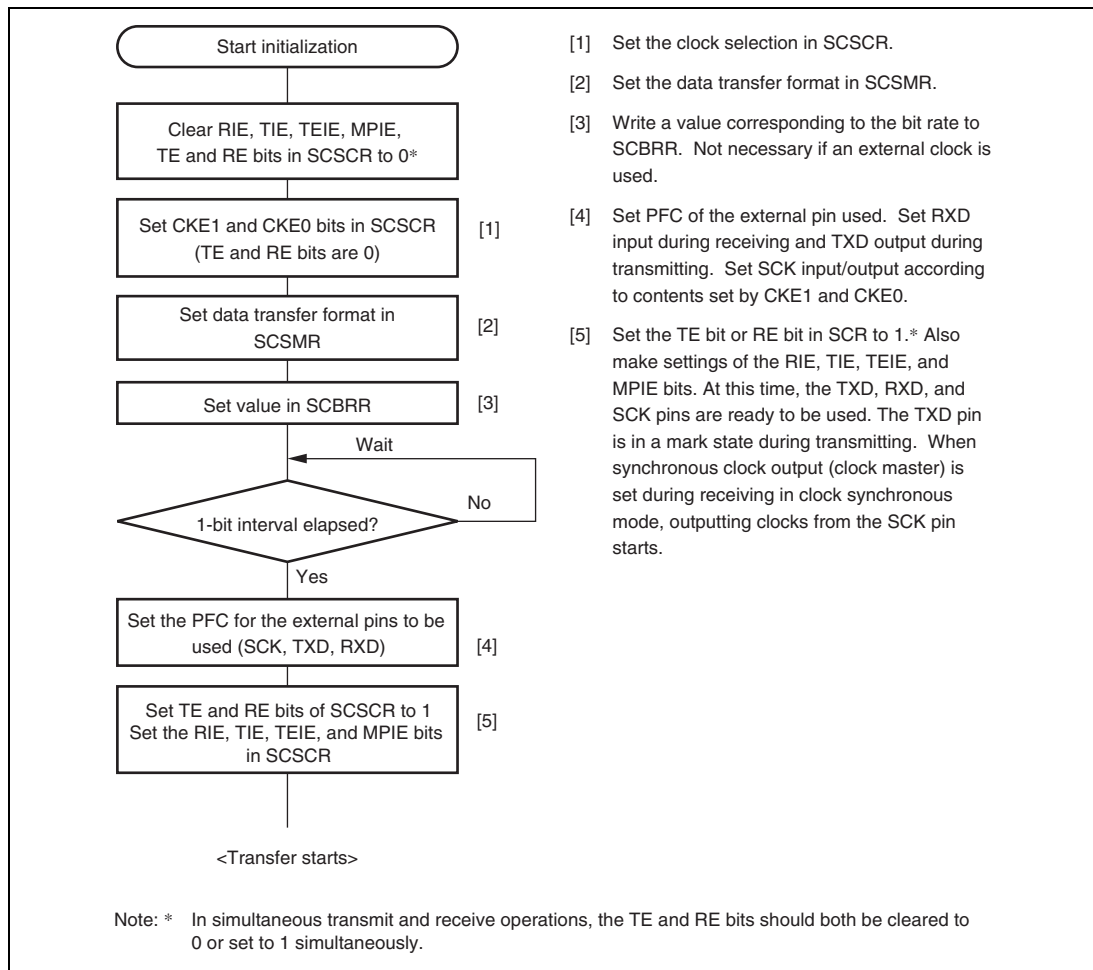 Start initialization
Clear RIE, TIE, TEIE, MPIE,
TE and RE bits in SCSCR to 0*
Set CKE1 and CKE0 bits in SCSCR
(TE and RE bits are 0)
[1]
Set data transfer format in
SCSMR
[2]
Set value in SCBRR
[3]
Wait
1-bit interval elapsed?
No
Yes
Set the PFC for the external pins to be
used (SCK, TXD, RXD)
[4]
Set TE and RE bits of SCSCR to 1
Set the RIE, TIE, TEIE, and MPIE bits
in SCSCR
[5]
<Transfer starts>
[1] Set the clock selection in SCSCR.
[2] Set the data transfer format in SCSMR.
[3] Write a value corresponding to the bit rate to
SCBRR. Not necessary if an external clock is
used.
[4] Set PFC of the external pin used. Set RXD
input during receiving and TXD output during
transmitting. Set SCK input/output according
to contents set by CKE1 and CKE0.
[5] Set the TE bit or RE bit in SCR to 1.* Also
make settings of the RIE, TIE, TEIE, and
MPIE bits. At this time, the TXD, RXD, and
SCK pins are ready to be used. The TXD pin
is in a mark state during transmitting. When
synchronous clock output (clock master) is
set during receiving in clock synchronous
mode, outputting clocks from the SCK pin
starts.
Note: * In simultaneous transmit and receive operations, the TE and RE bits should both be cleared to
0 or set to 1 simultaneously.